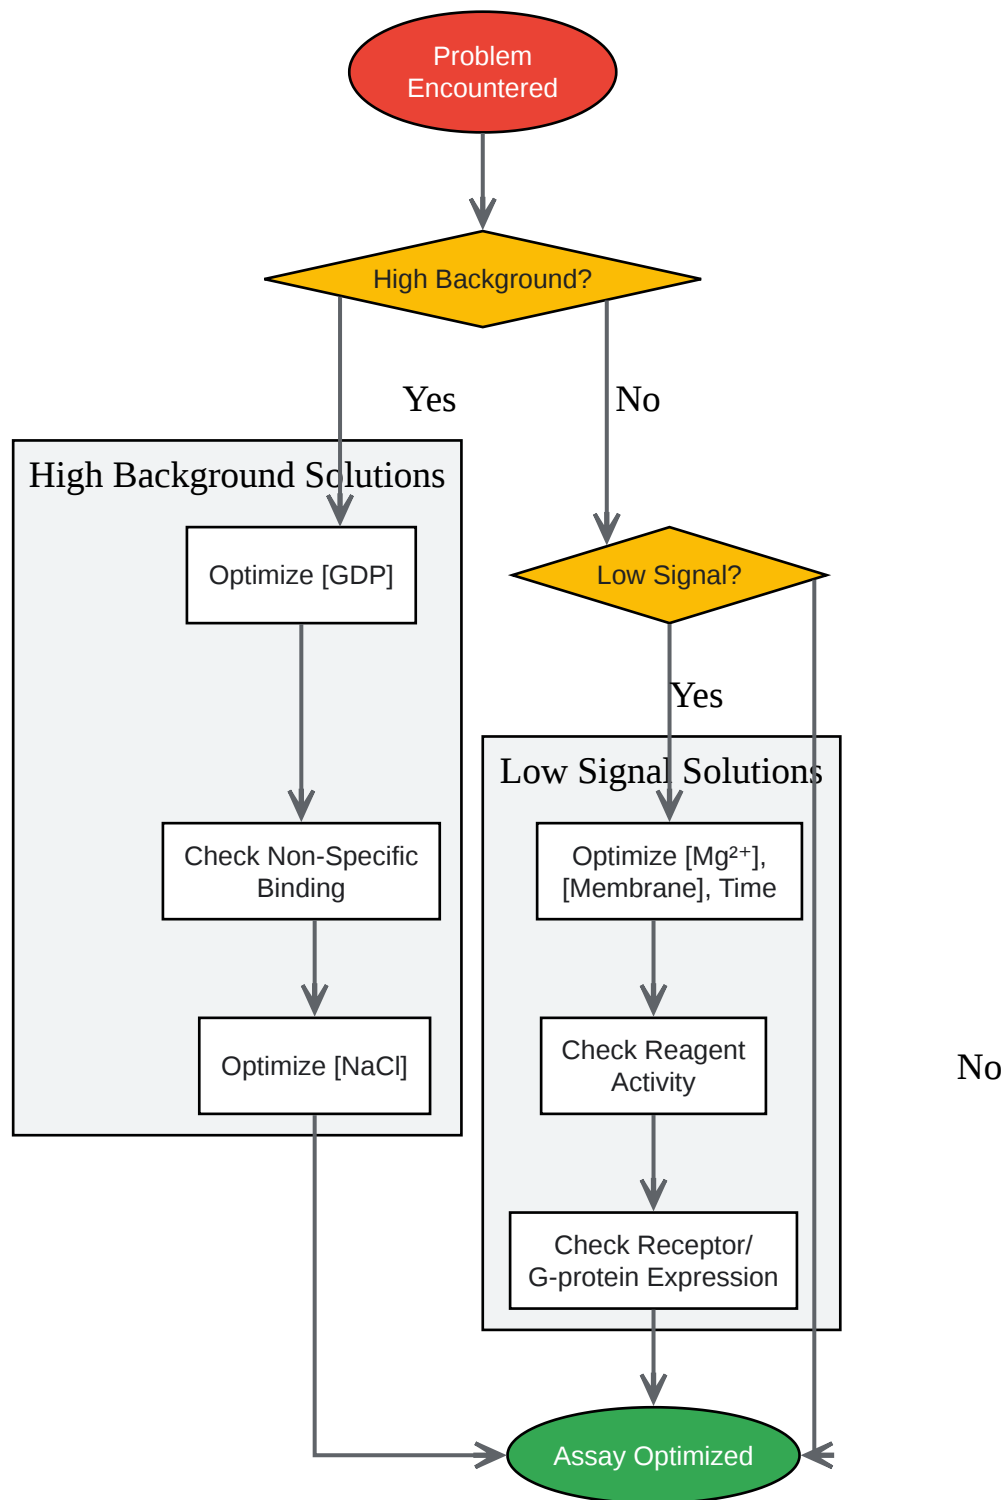 Problem
Encountered
High Background?
Yes
No
High Background Solutions
Optimize [GDP]
Low Signal?
Yes
Low Signal Solutions
Check Non-Specific
Binding
Optimize [Mg²⁺],
[Membrane], Time
Optimize [NaCl]
Check Reagent
Activity
No
Check Receptor/
G-protein Expression
Assay Optimized